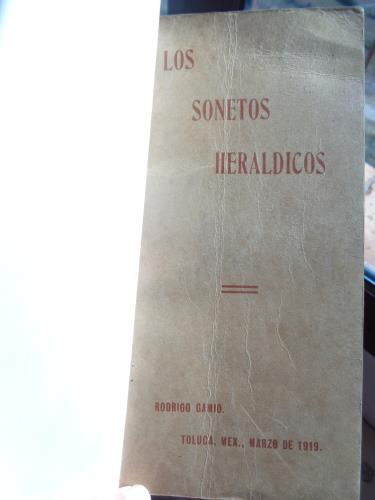 LOS
SONETOS
HERALDICOS
RODRIGO GAMIO.
TOLUCA, MEX., MARZO DE 1919.